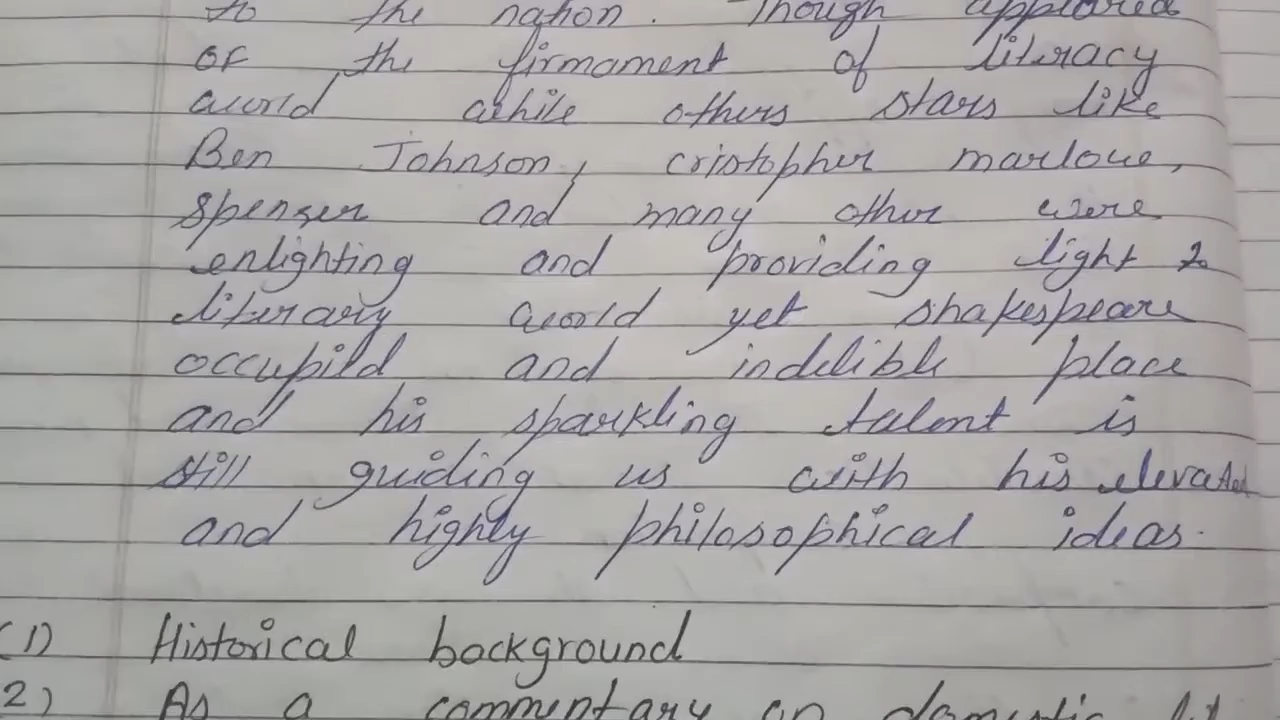 to the nation. Though appeared
of the firmament of literacy
world while others stars like
Ben Johnson, cristopher marloue,
spenser and many other were
enlighting and providing light to
literary world yet shakespeare
occupild and indelible place
and his sparkling talent is
still guiding us with his elevated
and highly philosophical ideas.
(1) Historical background
2) As a commentary on domestic